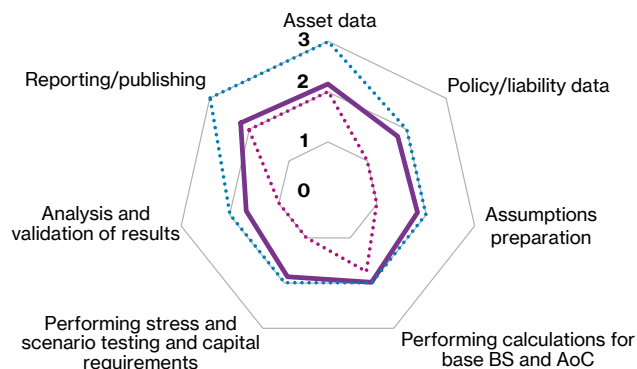 Asset data
3
Reporting/publishing
2
Policy/liability data
1
0
Analysis and
validation of results
Assumptions
preparation
Performing stress and
scenario testing and capital
requirements
Performing calculations for
base BS and AoC